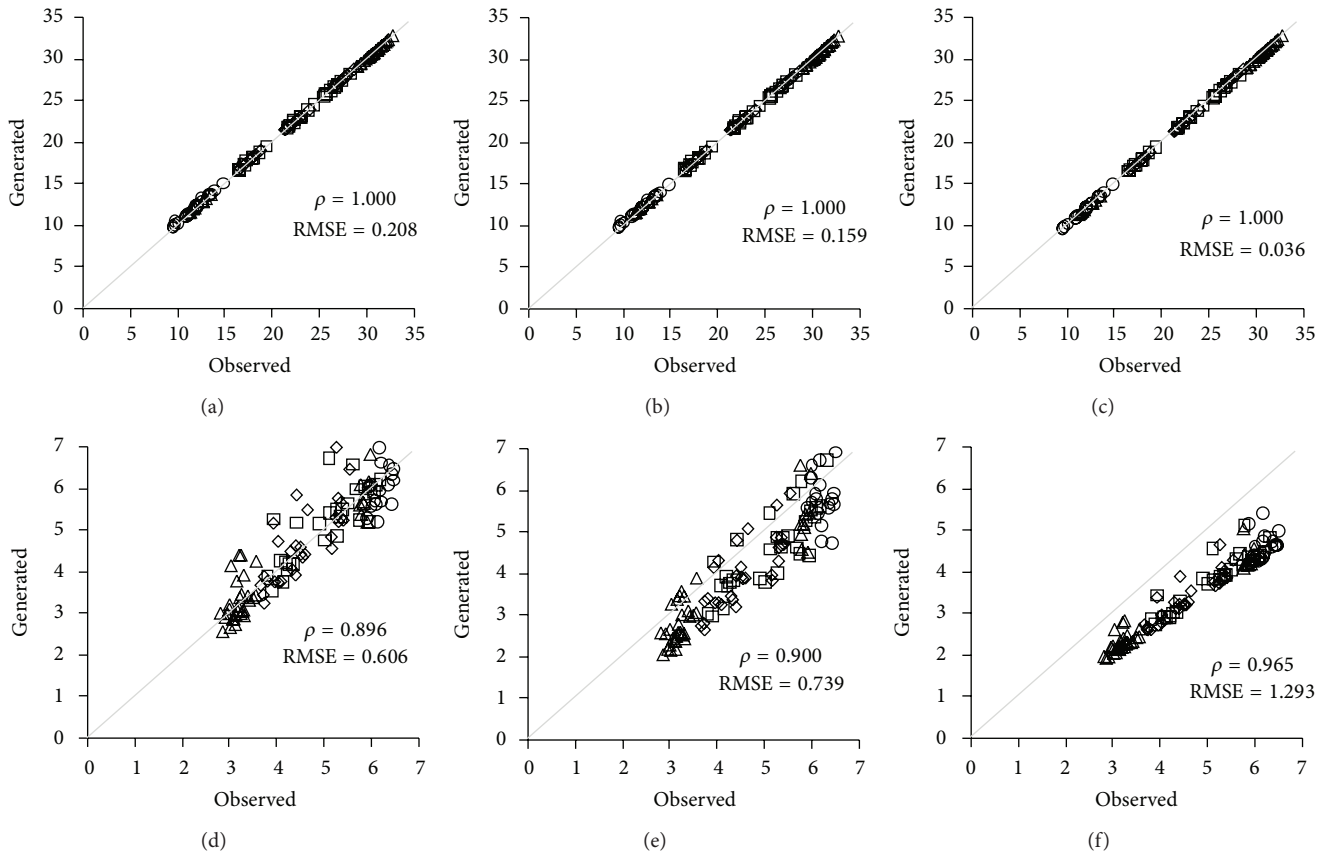 35
30
25
20
15
10
5
0
Generated
ρ = 1.000
RMSE = 0.208
0 5 10 15 20 25 30 35
Observed
(a)
35
30
25
20
15
10
5
0
Generated
ρ = 1.000
RMSE = 0.159
0 5 10 15 20 25 30 35
Observed
(b)
35
30
25
20
15
10
5
0
Generated
ρ = 1.000
RMSE = 0.036
0 5 10 15 20 25 30 35
Observed
(c)
7
6
5
4
3
2
1
0
Generated
ρ = 0.896
RMSE = 0.606
0 1 2 3 4 5 6 7
Observed
(d)
7
6
5
4
3
2
1
0
Generated
ρ = 0.900
RMSE = 0.739
0 1 2 3 4 5 6 7
Observed
(e)
7
6
5
4
3
2
1
0
Generated
ρ = 0.965
RMSE = 1.293
0 1 2 3 4 5 6 7
Observed
(f)